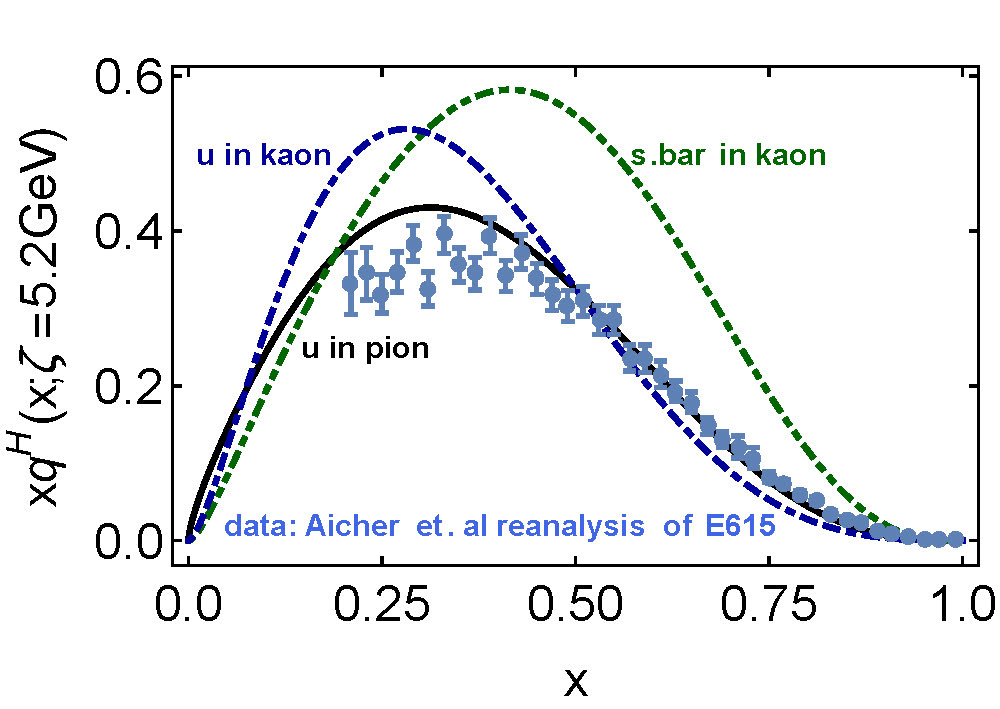 0.6
u in kaon
s.bar in kaon
0.4
xq^H(x;ζ=5.2GeV)
u in pion
0.2
data: Aicher et. al reanalysis of E615
0.0
0.0 0.25 0.50 0.75 1.0
x